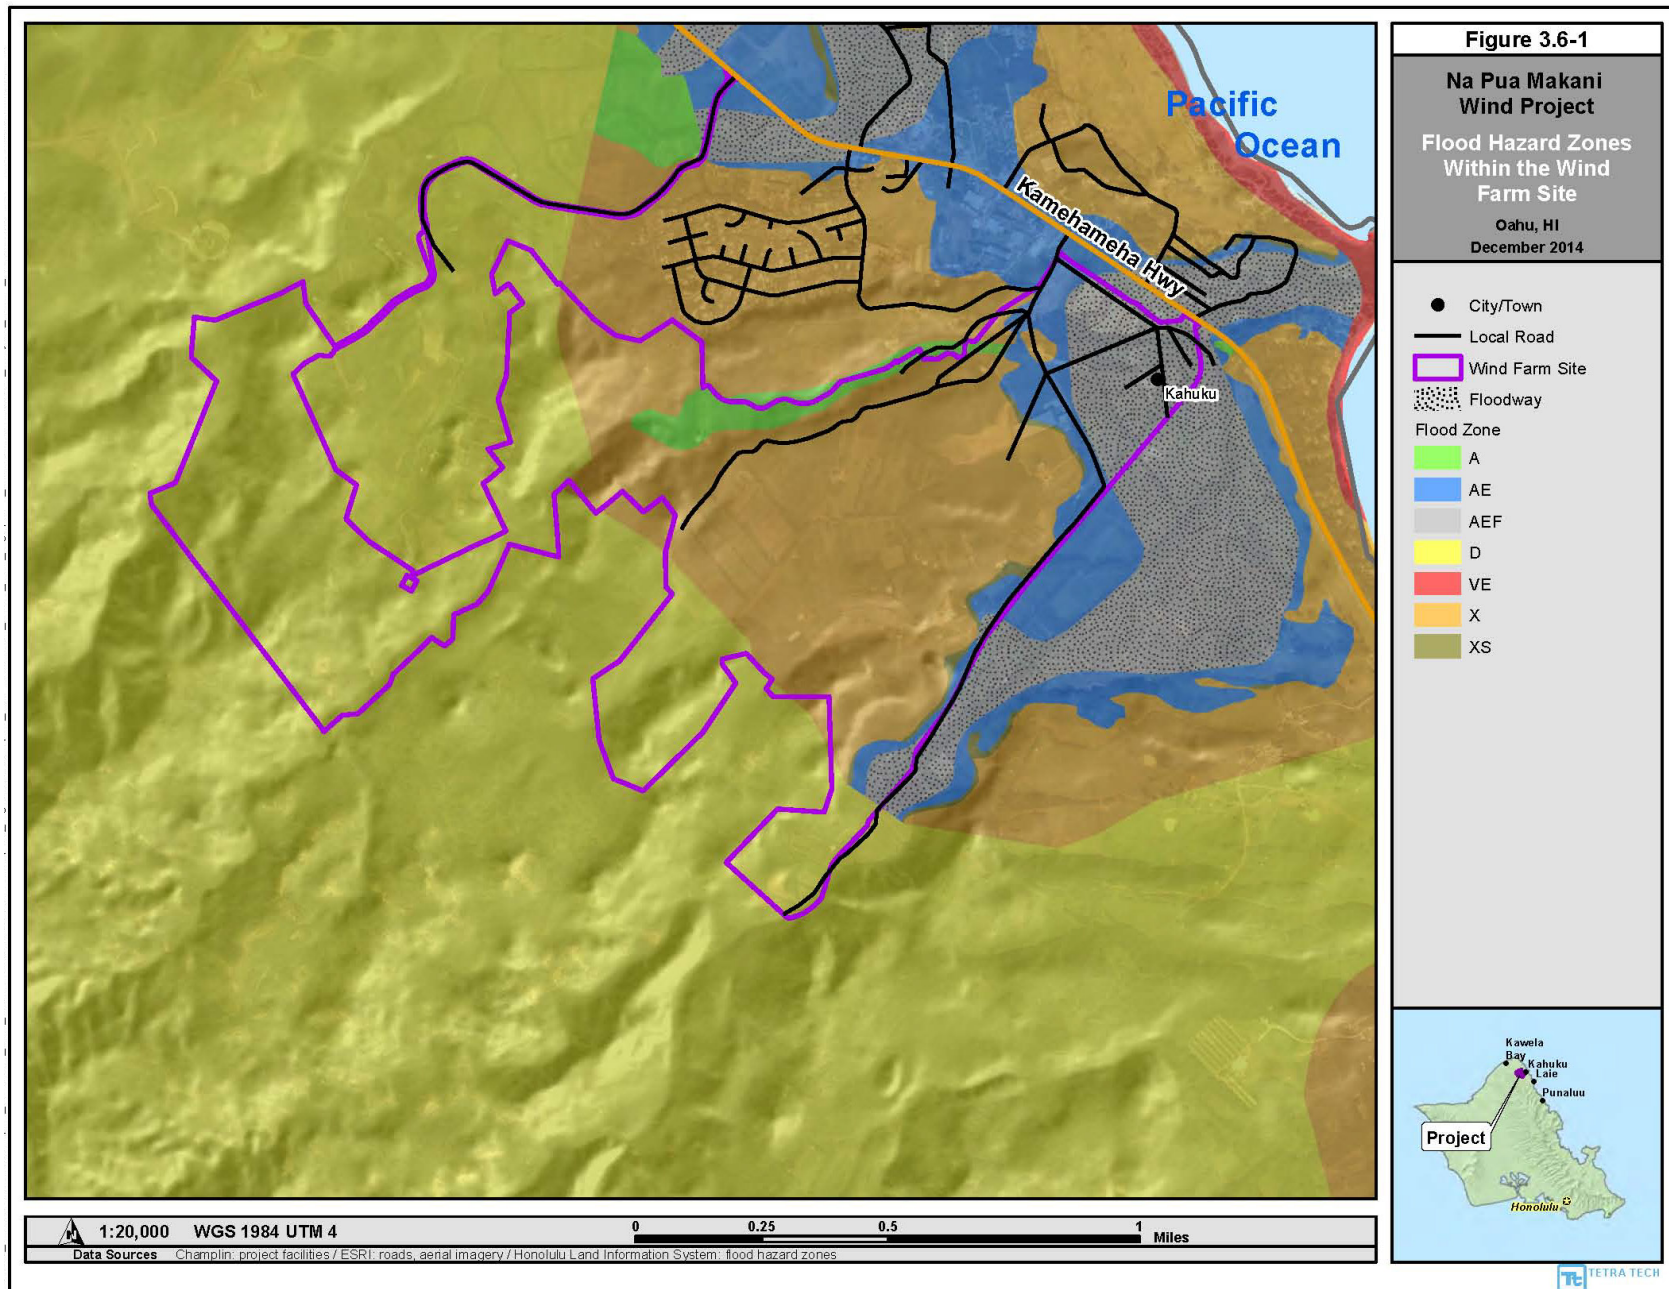 Pacific
Ocean
Kamehameha Hwy
Kahuku
Figure 3.6-1
Na Pua Makani
Wind Project
Flood Hazard Zones
Within the Wind
Farm Site
Oahu, HI
December 2014
City/Town
Local Road
Wind Farm Site
Floodway
Flood Zone
A
AE
AEF
D
VE
X
XS
Kawela
Bay
Kahuku
Laie
Punaluu
Project
Honolulu
N
1:20,000 WGS 1984 UTM 4
0 0.25 0.5 1
Miles
Data Sources Champlin: project facilities / ESRI: roads, aerial imagery / Honolulu Land Information System: flood hazard zones
Tt TETRA TECH